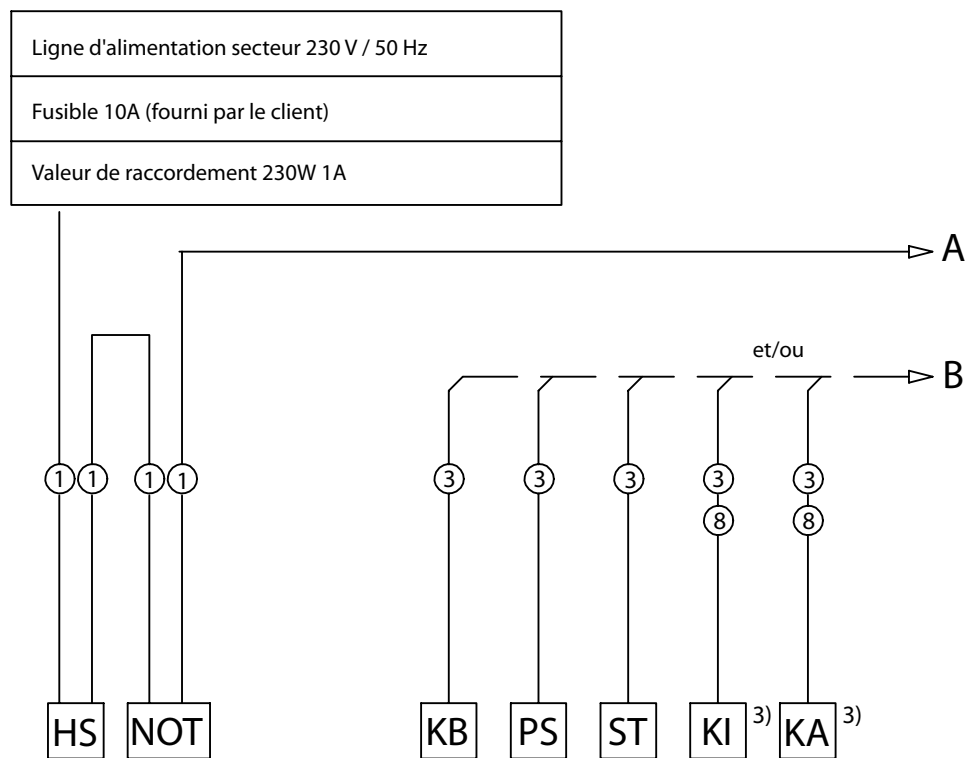 Ligne d'alimentation secteur 230 V / 50 Hz
Fusible 10A (fourni par le client)
Valeur de raccordement 230W 1A
A
et/ou
B
1 1 1 1 3 3 3 3 3
8 8
HS NOT KB PS ST KI 3) KA 3)